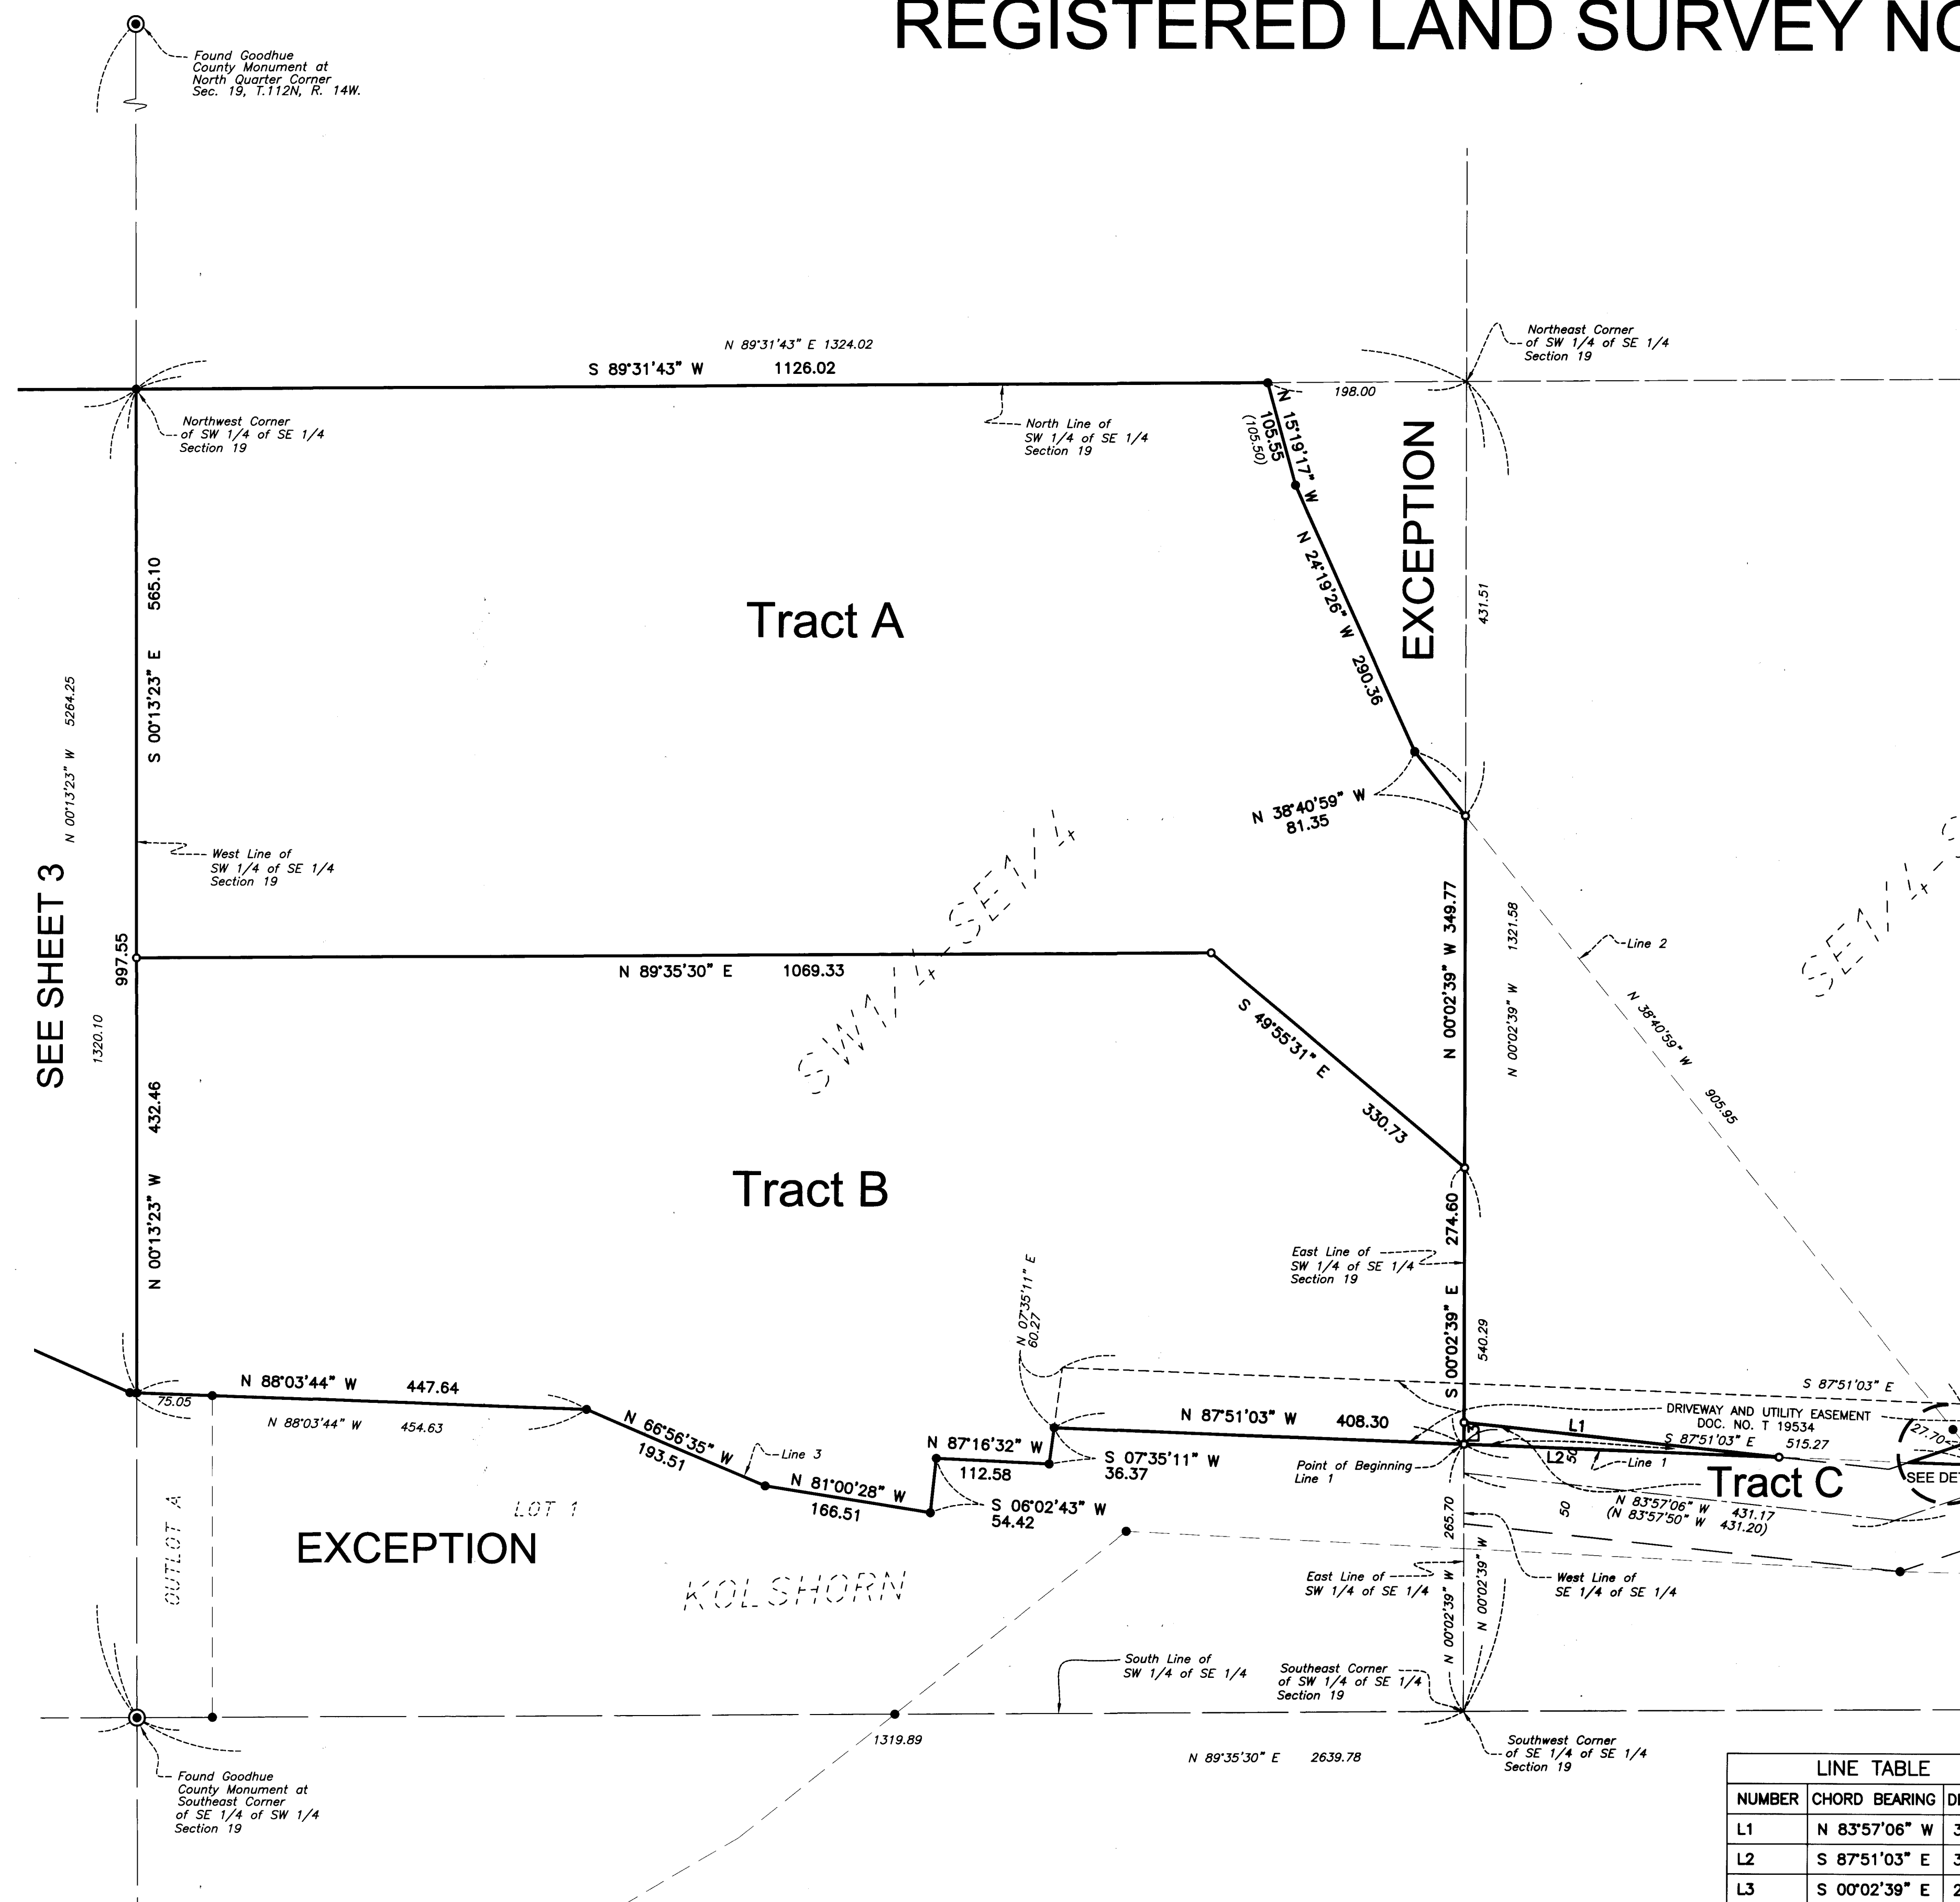 REGISTERED LAND SURVEY
Found Goodhue
County Monument at
North Quarter Corner
Sec. 19, T.112N, R. 14W.
N 89°31'43" E 1324.02
S 89°31'43" W 1126.02
198.00
Northeast Corner
of SW 1/4 of SE 1/4
Section 19
Northwest Corner
of SW 1/4 of SE 1/4
Section 19
North Line of
SW 1/4 of SE 1/4
Section 19
N 15°19'17" W
105.55
(105.50)
EXCEPTION
N 24°19'26" W 290.36
431.51
S 00°13'23" E 565.10
Tract A
N 00°13'23" W 5264.25
SEE SHEET 3
N 38°40'59" W
81.35
West Line of
SW 1/4 of SE 1/4
Section 19
SW1/4 SE1/4
SE1/4
997.55
1320.10
N 89°35'30" E 1069.33
N 00°02'39" W 349.77
N 00°02'39" W 1321.58
Line 2
N 38°40'59" W 905.95
S 49°55'31" E 330.73
N 00°13'23" W 432.46
Tract B
S 00°02'39" E 274.60
East Line of
SW 1/4 of SE 1/4
Section 19
540.29
N 07°35'11" E
60.27
S 87°51'03" E
75.05
N 88°03'44" W 447.64
N 88°03'44" W 454.63
N 66°56'35" W
193.51
Line 3
N 87°51'03" W 408.30
N 87°16'32" W
112.58
S 07°35'11" W
36.37
N 81°00'28" W
166.51
S 06°02'43" W
54.42
DRIVEWAY AND UTILITY EASEMENT
DOC. NO. T 19534
L1
S 87°51'03" E 515.27
L2
50
Line 1
27.70
Point of Beginning
Line 1
Tract C
N 83°57'06" W 431.17
(N 83°57'50" W 431.20)
50
265.70
OUTLOT A
LOT 1
EXCEPTION
KOLSHORN
East Line of
SW 1/4 of SE 1/4
N 00°02'39" W
N 00°02'39" W
West Line of
SE 1/4 of SE 1/4
South Line of
SW 1/4 of SE 1/4
Southeast Corner
of SW 1/4 of SE 1/4
Section 19
1319.89
N 89°35'30" E 2639.78
Southwest Corner
of SE 1/4 of SE 1/4
Section 19
Found Goodhue
County Monument at
Southeast Corner
of SE 1/4 of SW 1/4
Section 19
LINE TABLE
NUMBER CHORD BEARING
L1 N 83°57'06" W
L2 S 87°51'03" E
L3 S 00°02'39" E